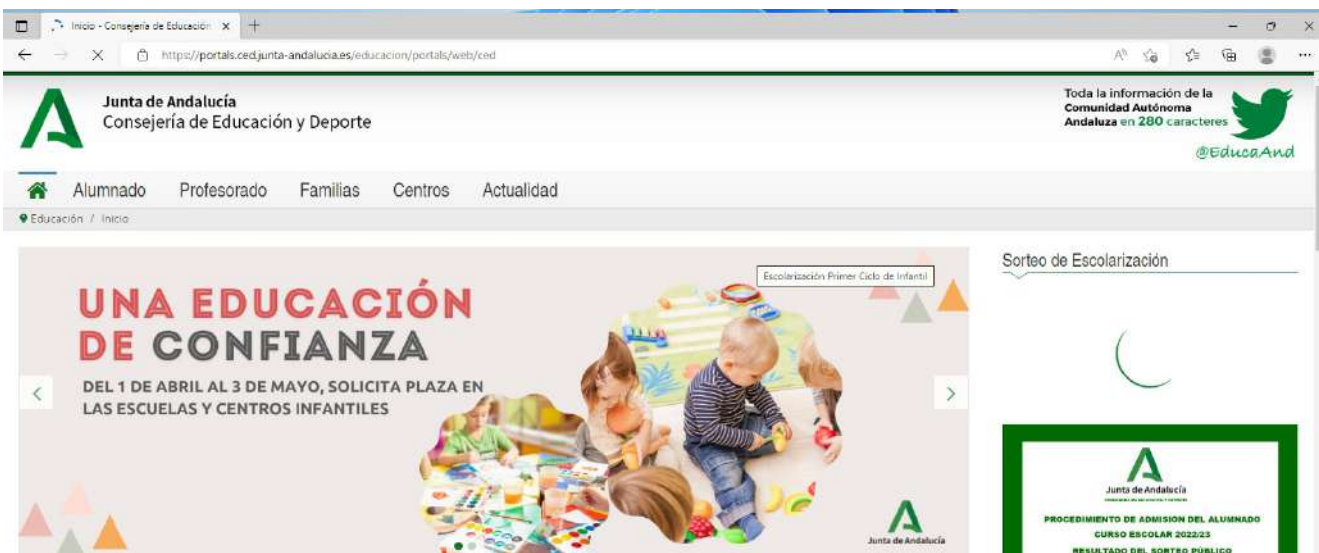 Inicio - Consejería de Educación
https://portals.ced.junta-andalucia.es/educacion/portals/web/ced
Junta de Andalucía
Consejería de Educación y Deporte
Toda la información de la
Comunidad Autónoma
Andaluza en 280 caracteres
@EducaAnd
Alumnado Profesorado Familias Centros Actualidad
Educación / Inicio
Escolarización Primer Ciclo de Infantil
UNA EDUCACIÓN
DE CONFIANZA
DEL 1 DE ABRIL AL 3 DE MAYO, SOLICITA PLAZA EN
LAS ESCUELAS Y CENTROS INFANTILES
Junta de Andalucía
Sorteo de Escolarización
Junta de Andalucía
PROCEDIMIENTO DE ADMISION DEL ALUMNADO
CURSO ESCOLAR 2022/23
RESULTADO DEL SORTEO PÚBLICO